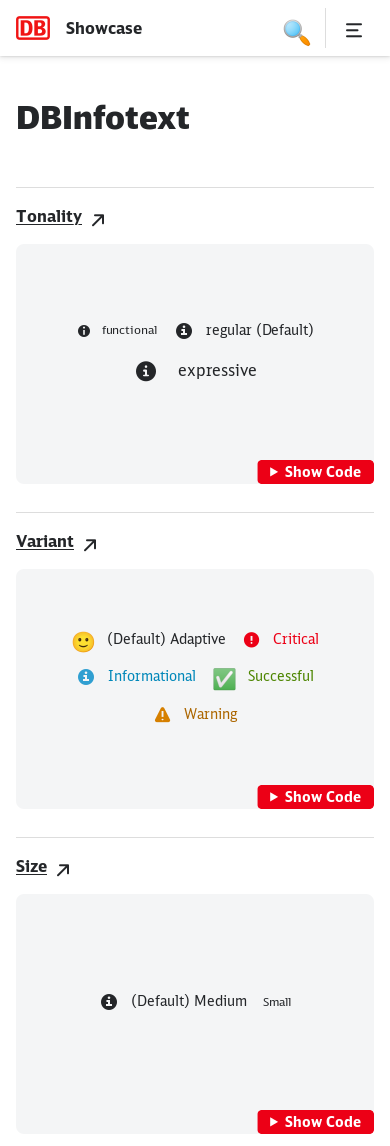 DB Showcase
DBInfotext
Tonality
functional regular (Default)
expressive
Show Code
Variant
(Default) Adaptive Critical
Informational Successful
Warning
Show Code
Size
(Default) Medium Small
Show Code